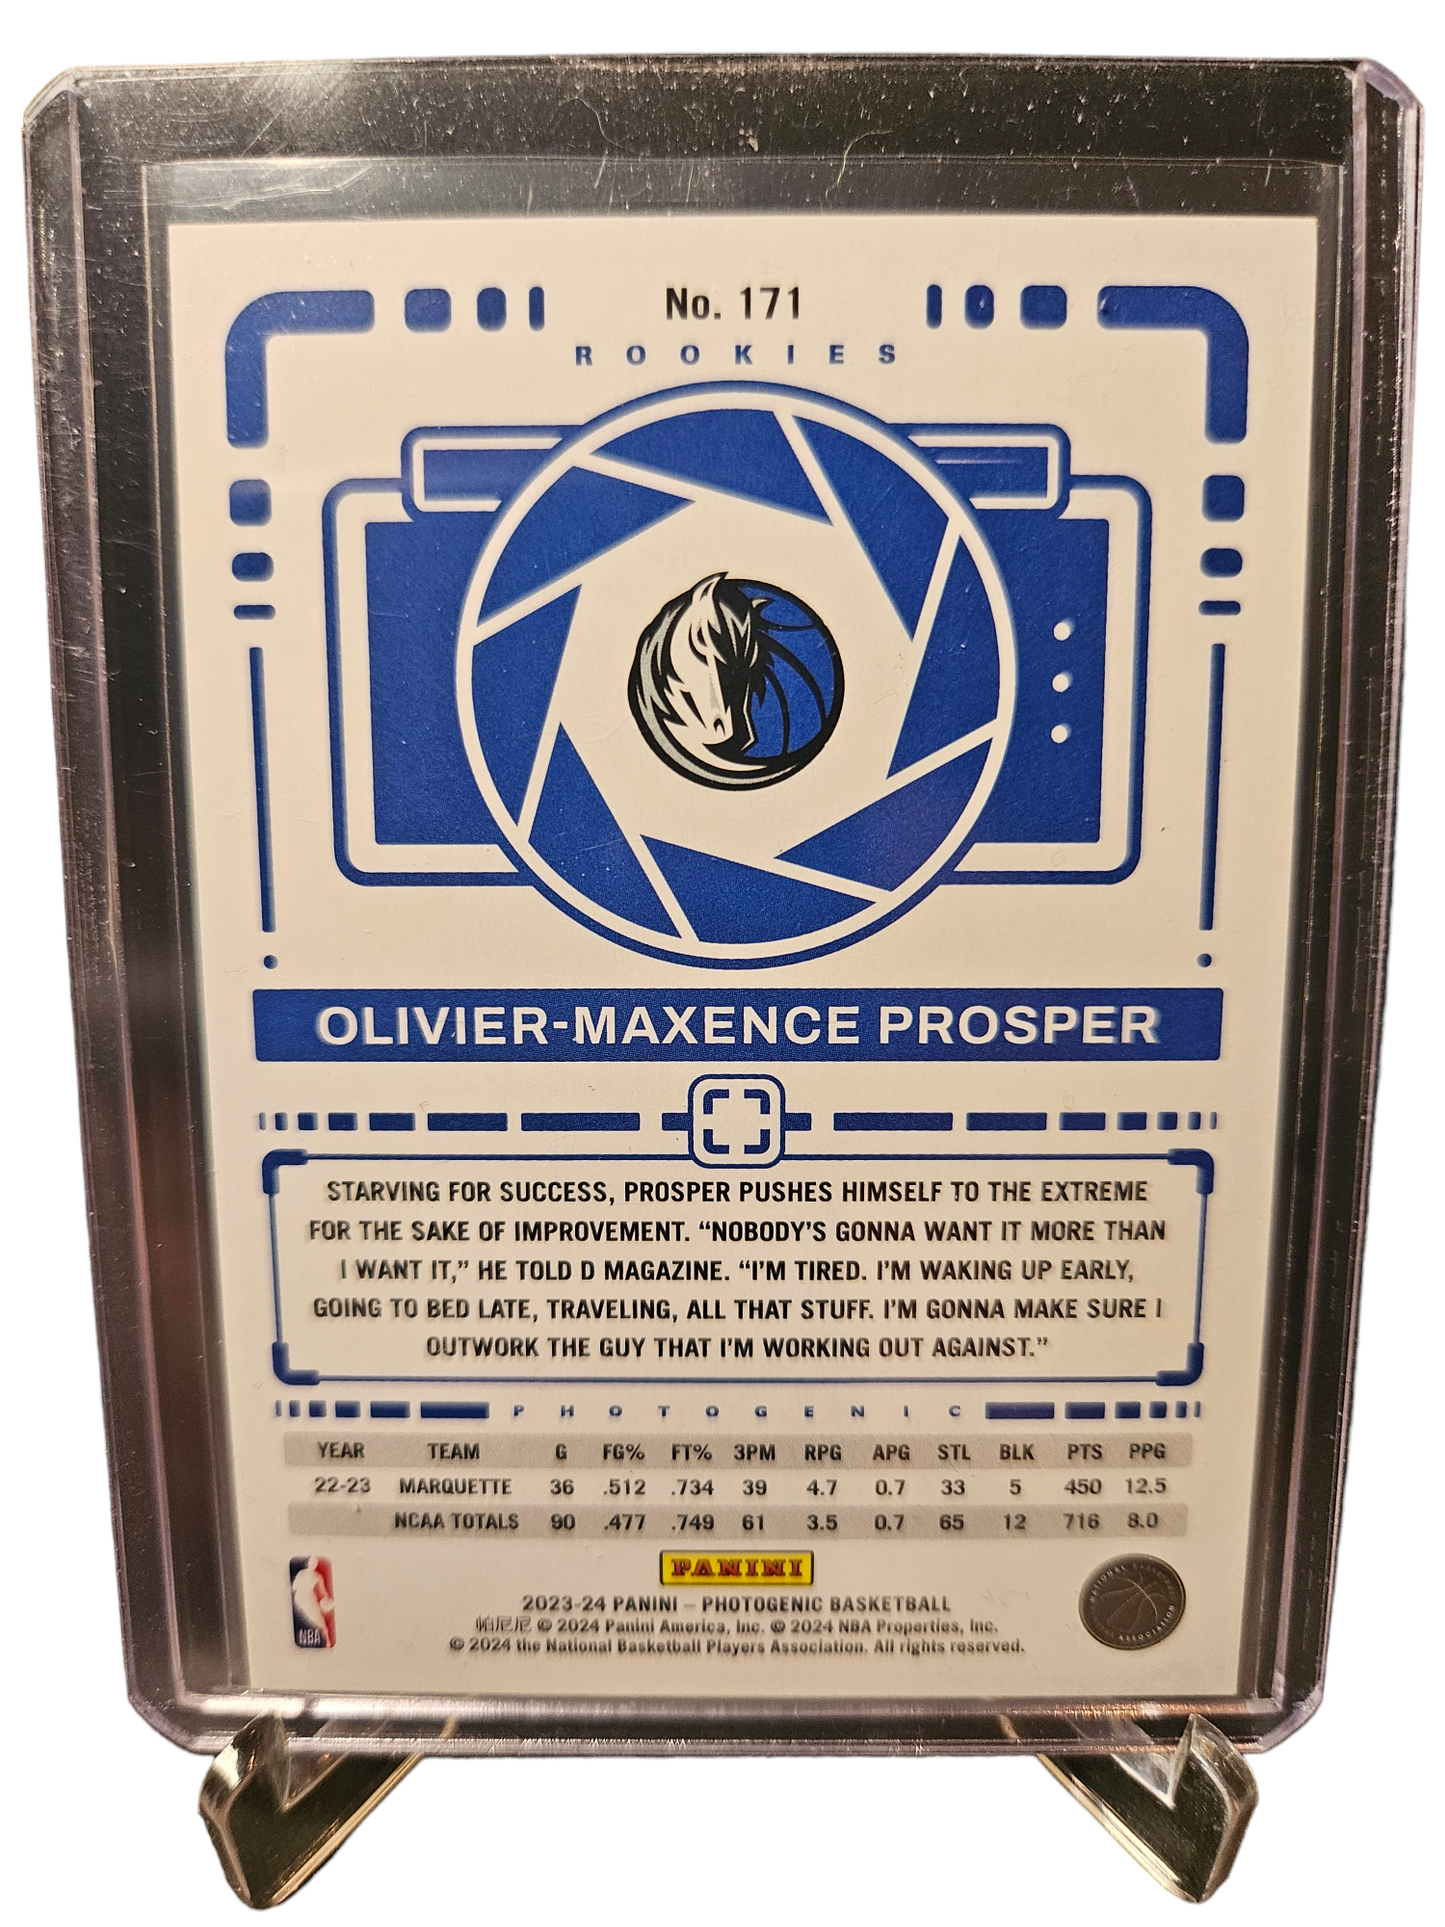 No. 171
ROOKIES
OLIVIER-MAXENCE PROSPER
STARVING FOR SUCCESS, PROSPER PUSHES HIMSELF TO THE EXTREME
FOR THE SAKE OF IMPROVEMENT. “NOBODY'S GONNA WANT IT MORE THAN
I WANT IT,” HE TOLD D MAGAZINE. “I'M TIRED. I'M WAKING UP EARLY,
GOING TO BED LATE, TRAVELING, ALL THAT STUFF. I'M GONNA MAKE SURE I
OUTWORK THE GUY THAT I'M WORKING OUT AGAINST.”
PHOTOGENIC
YEAR TEAM G FG% FT% 3PM RPG APG STL BLK PTS PPG
22-23 MARQUETTE 36 .512 .734 39 4.7 0.7 33 5 450 12.5
NCAA TOTALS 90 .477 .749 61 3.5 0.7 65 12 716 8.0
PANINI
NBA
2023-24 PANINI – PHOTOGENIC BASKETBALL
帕尼尼 © 2024 Panini America, Inc. © 2024 NBA Properties, Inc.
© 2024 the National Basketball Players Association. All rights reserved.